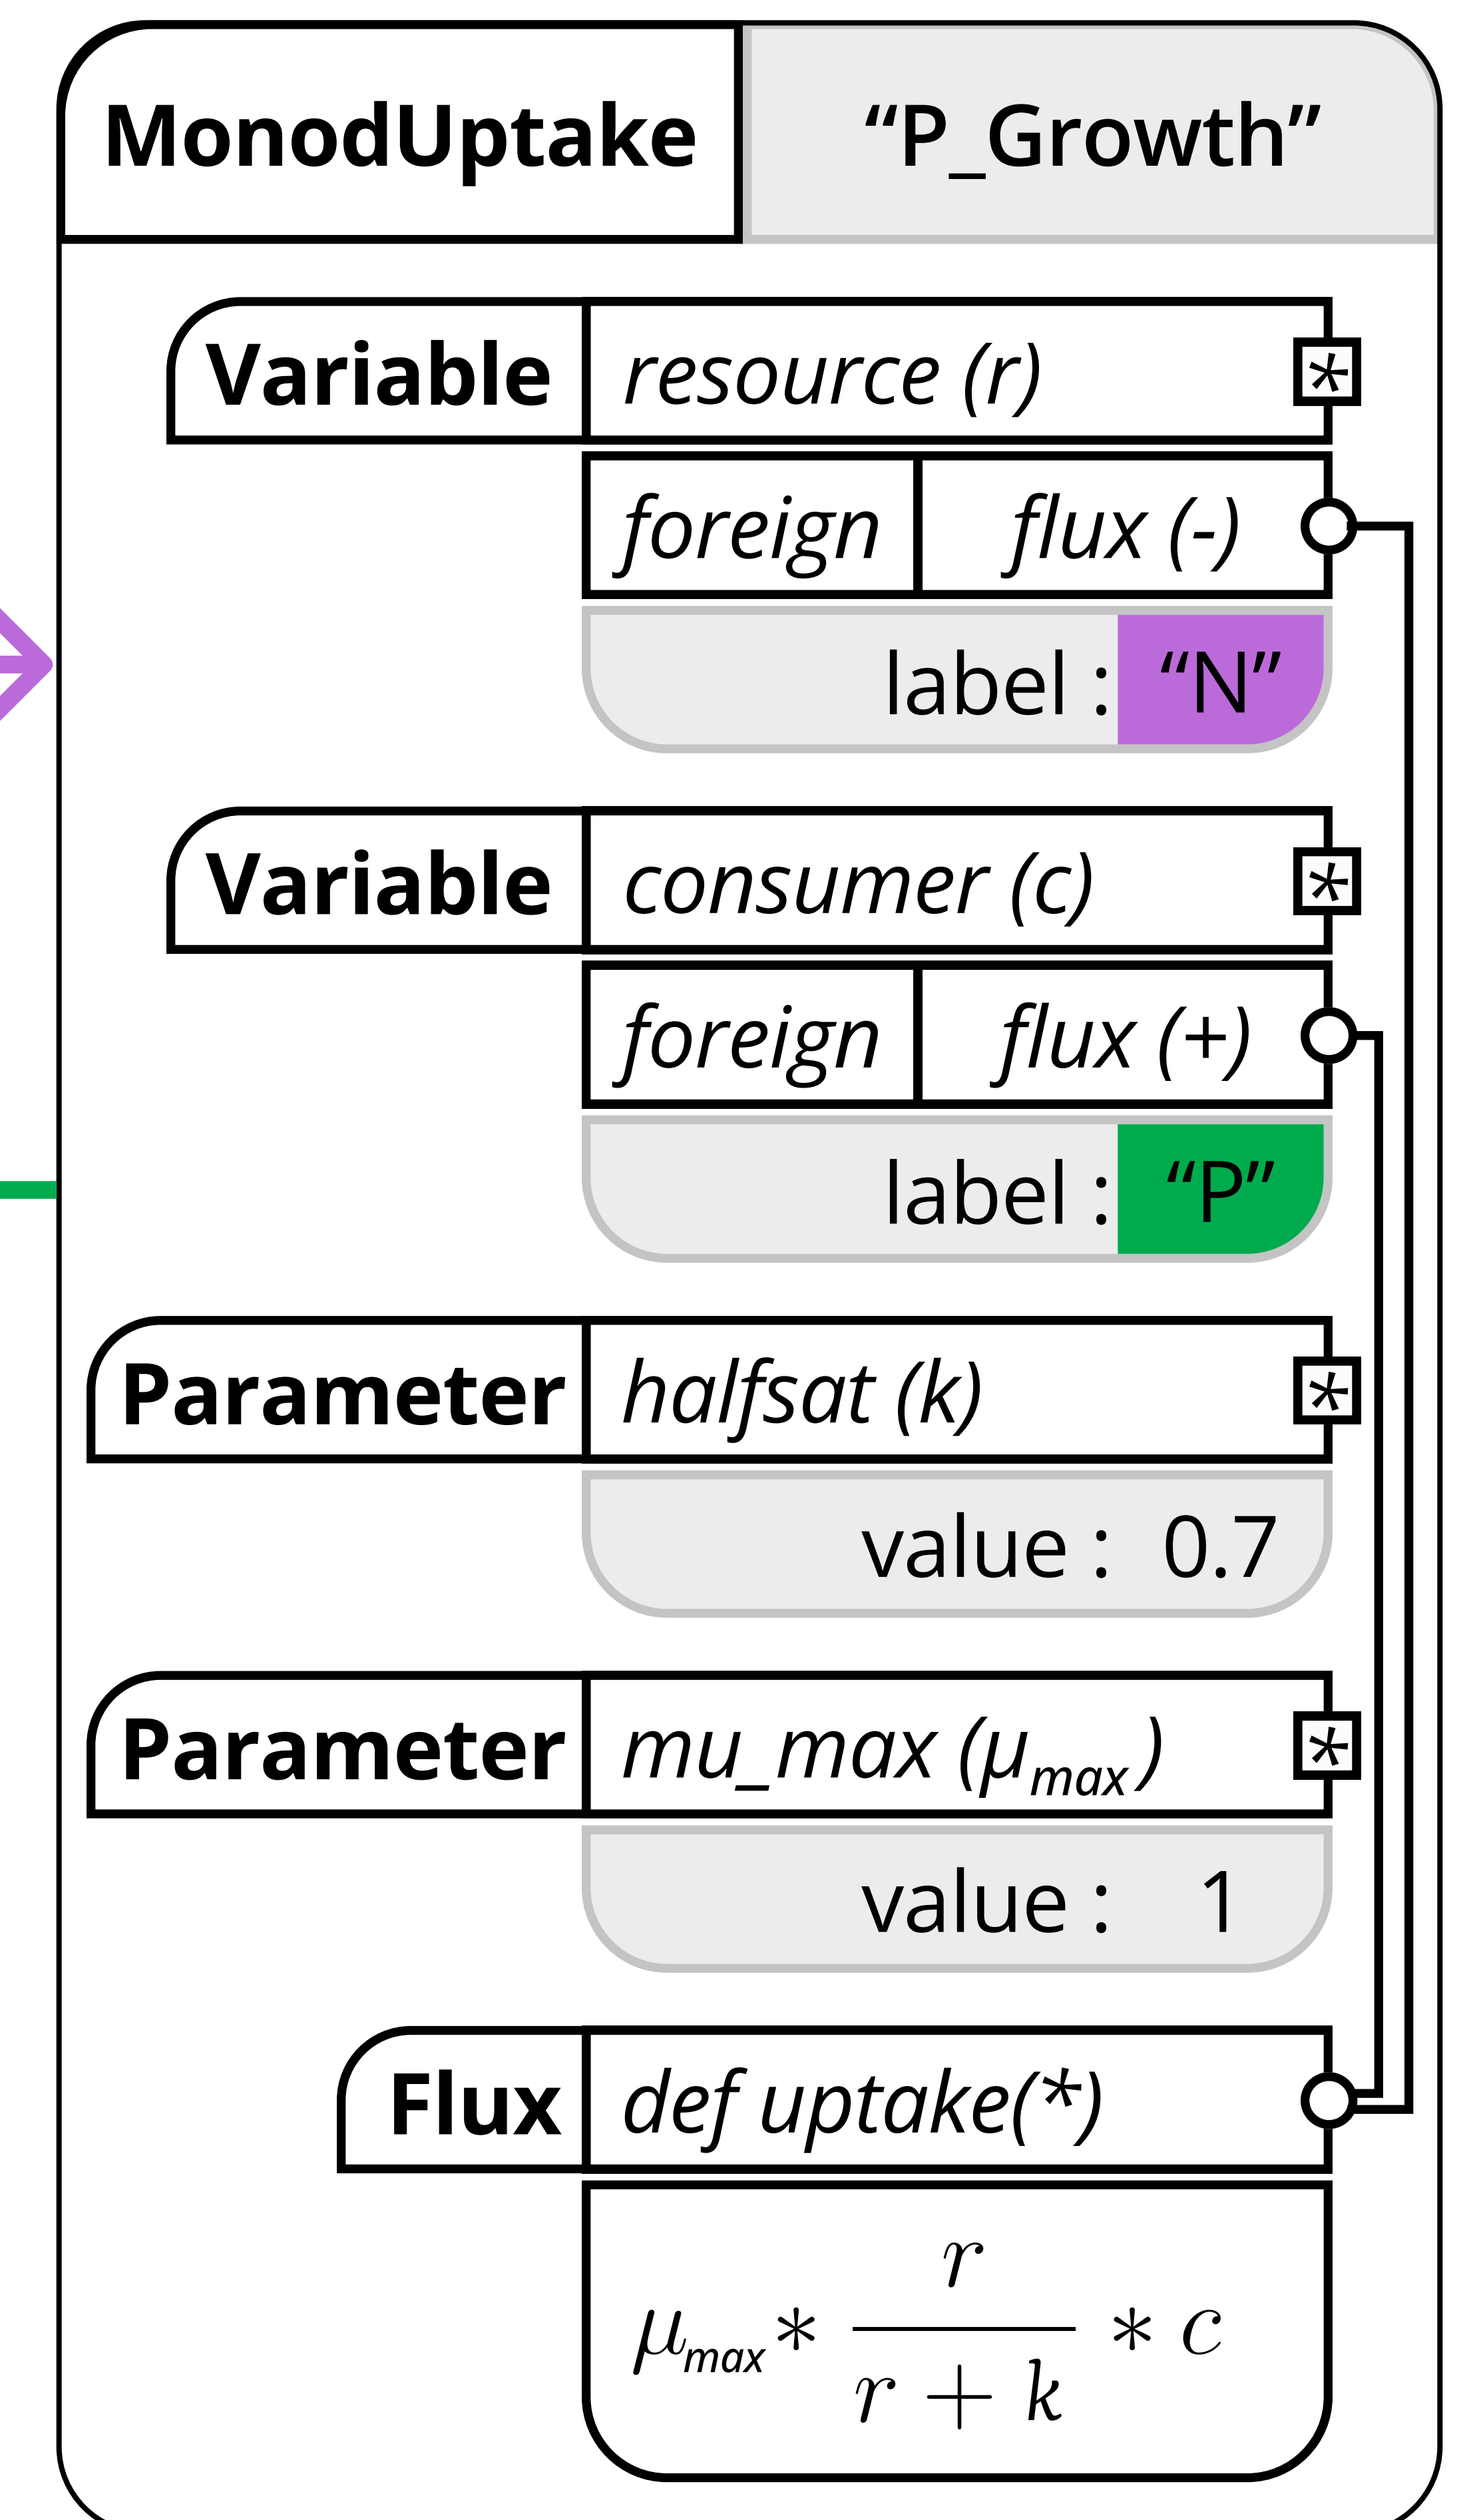 MonodUptake “P_Growth”
Variable resource (r) *
foreign flux (-)
label : “N”
Variable consumer (c) *
foreign flux (+)
label : “P”
Parameter halfsat (k) *
value : 0.7
Parameter mu_max (μmax) *
value : 1
Flux def uptake(*)
r
μmax* ―― * c
r + k